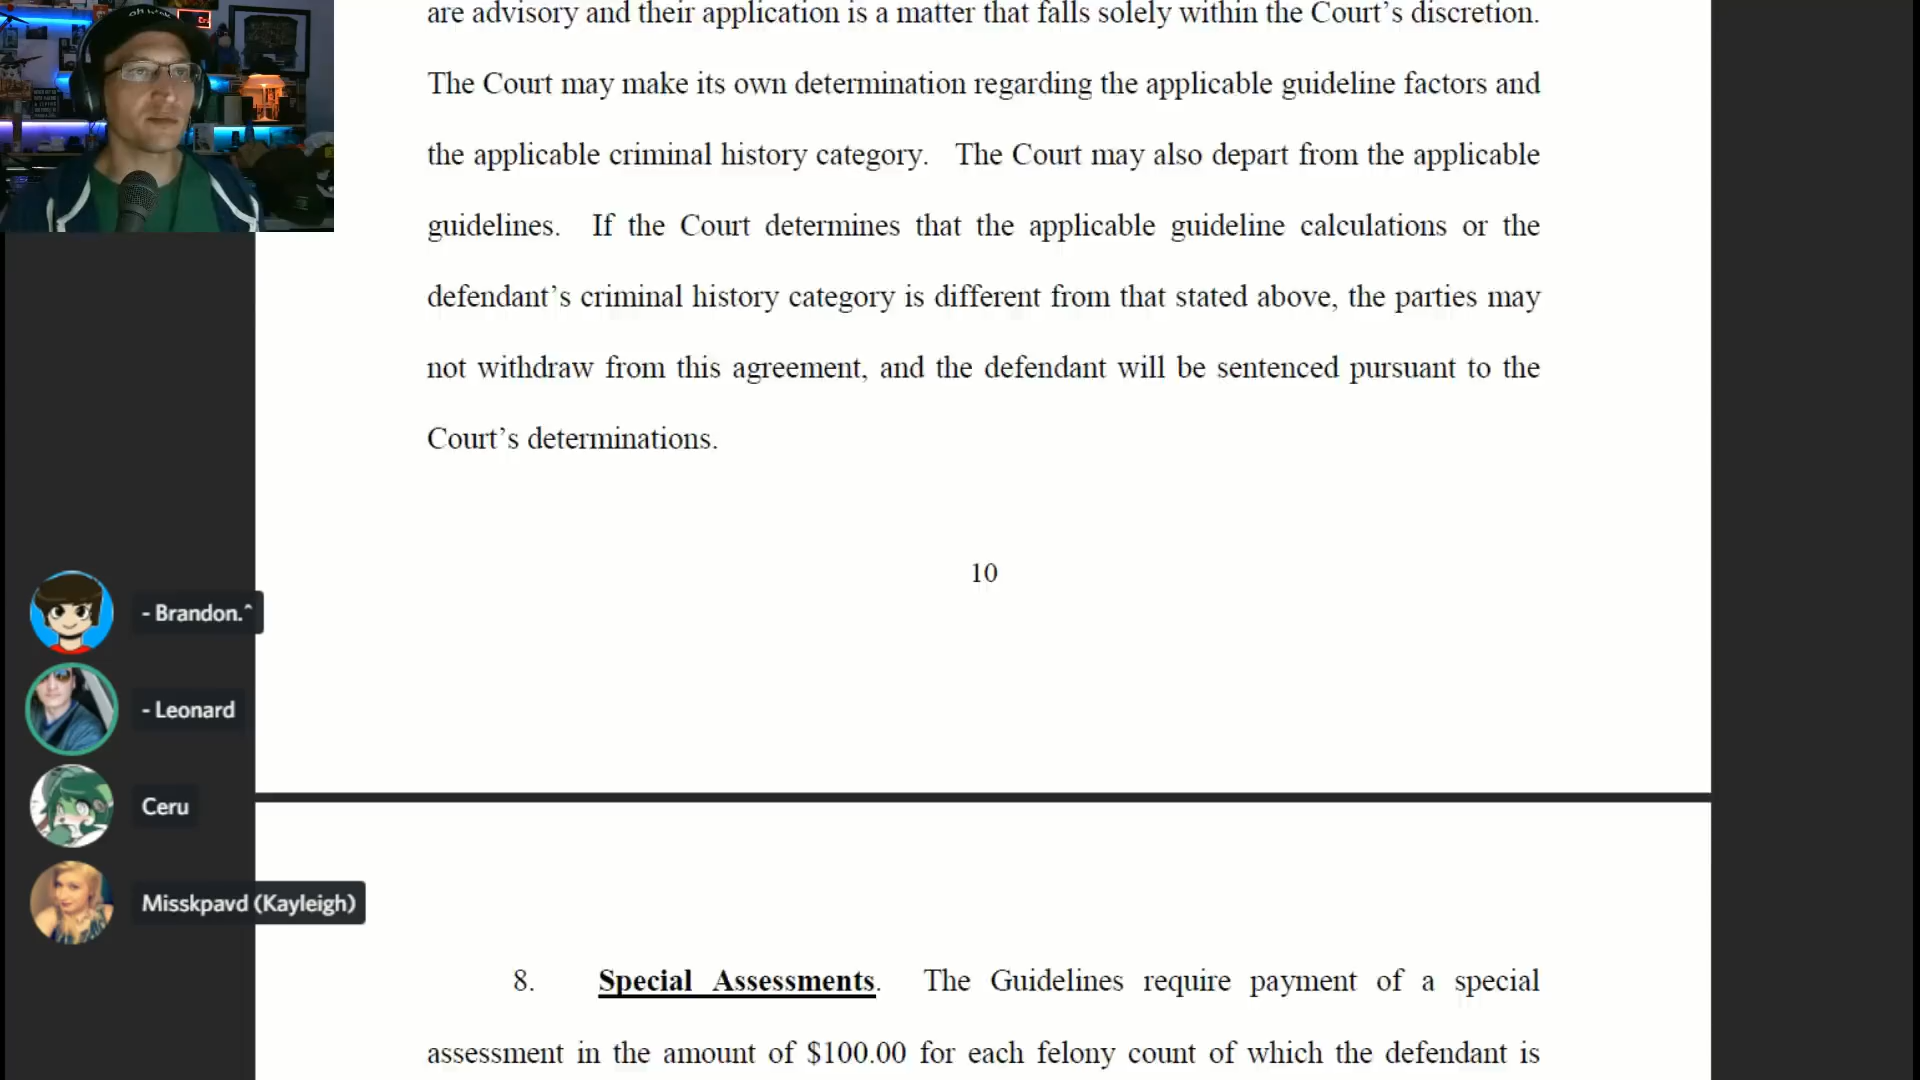 are advisory and their application is a matter that falls solely within the Court's discretion.
The Court may make its own determination regarding the applicable guideline factors and
the applicable criminal history category. The Court may also depart from the applicable
guidelines. If the Court determines that the applicable guideline calculations or the
defendant's criminal history category is different from that stated above, the parties may
not withdraw from this agreement, and the defendant will be sentenced pursuant to the
Court's determinations.
10
- Brandon.^
- Leonard
Ceru
Misskpavd (Kayleigh)
8. Special Assessments. The Guidelines require payment of a special
assessment in the amount of $100.00 for each felony count of which the defendant is